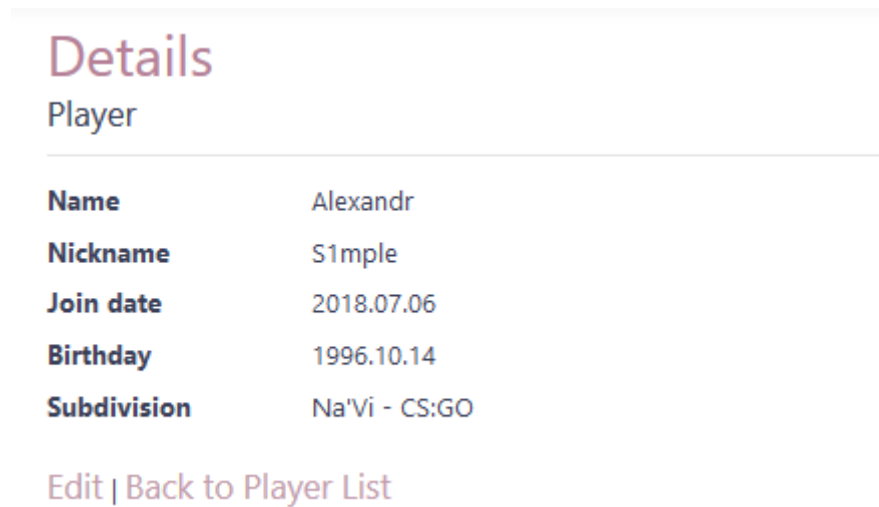 Details
Player
Name Alexandr
Nickname S1mple
Join date 2018.07.06
Birthday 1996.10.14
Subdivision Na'Vi - CS:GO
Edit | Back to Player List